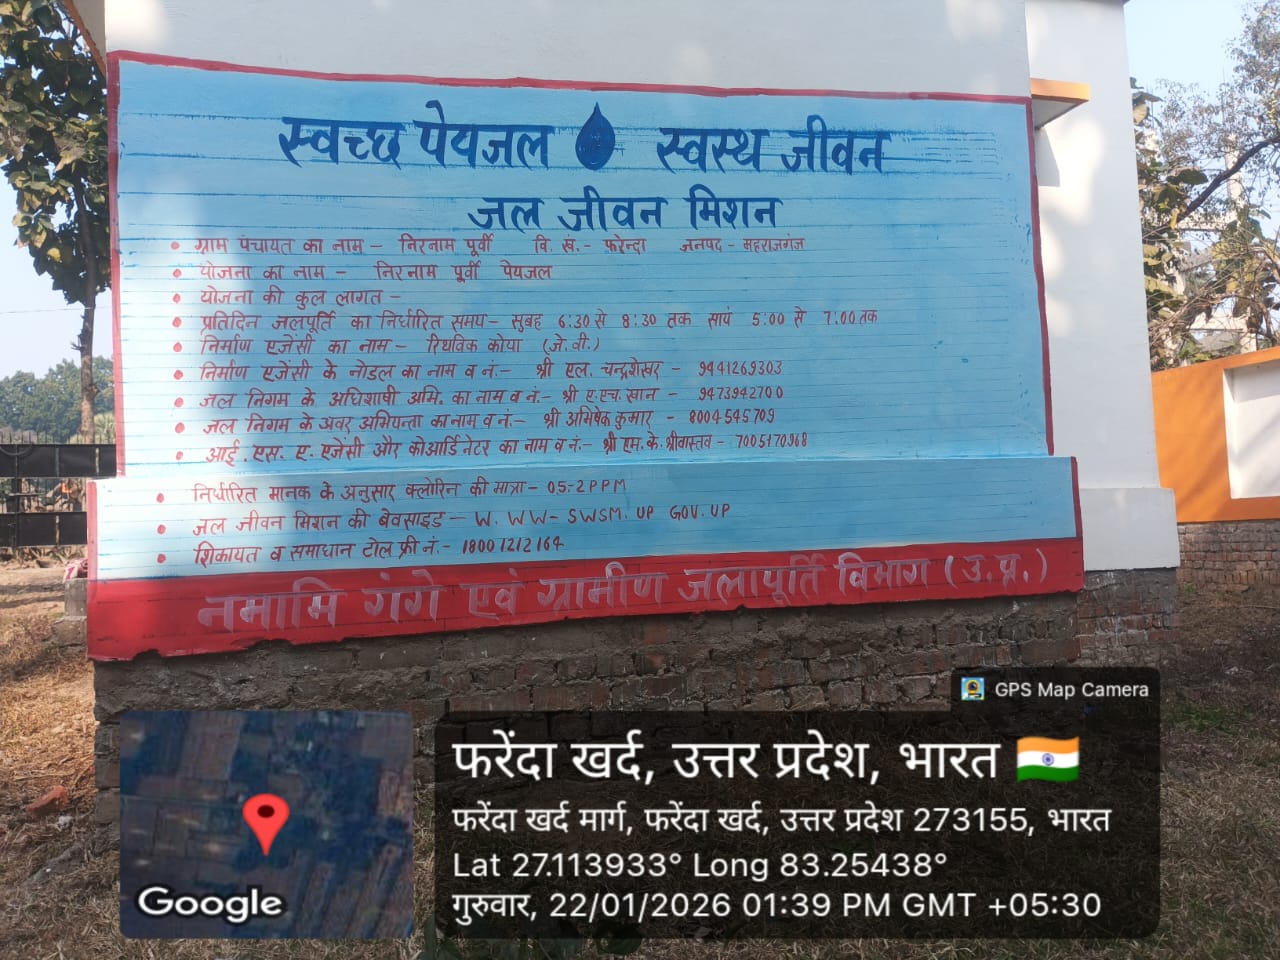 स्वच्छ पेयजल स्वस्थ जीवन
जल जीवन मिशन
• ग्राम पंचायत का नाम – निरनाम पूर्वी वि. खं.- फरेन्दा जनपद - महराजगंज
• योजना का नाम – निरनाम पूर्वी पेयजल
• योजना की कुल लागत –
• प्रतिदिन जलपूर्ति का निर्धारित समय – सुबह 6:30 से 8:30 तक सायं 5:00 से 7:00 तक
• निर्माण एजेंसी का नाम – रिथविक कोया (जे.वी.)
• निर्माण एजेंसी के नोडल का नाम व नं.- श्री एल. चन्द्रशेखर - 9441269303
• जल निगम के अधिशाषी अभि. का नाम व नं.- श्री ए.एच. खान - 9473942700
• जल निगम के अवर अभियन्ता का नाम व नं.- श्री अभिषेक कुमार - 8004545709
• आई. एस. ए. एजेंसी और कोआर्डिनेटर का नाम व नं.- श्री एम. के. श्रीवास्तव - 7005170968
• निर्धारित मानक के अनुसार क्लोरिन की मात्रा – 05-2 PPM
• जल जीवन मिशन की बेवसाइड – W. WW- SWSM. UP GOV. UP
• शिकायत व समाधान टोल फ्री नं.- 18001212164
नमामि गंगे एवं ग्रामीण जलापूर्ति विभाग (उ.प्र.)
GPS Map Camera
फरेंदा खर्द, उत्तर प्रदेश, भारत
फरेंदा खर्द मार्ग, फरेंदा खर्द, उत्तर प्रदेश 273155, भारत
Lat 27.113933° Long 83.25438°
गुरुवार, 22/01/2026 01:39 PM GMT +05:30
Google